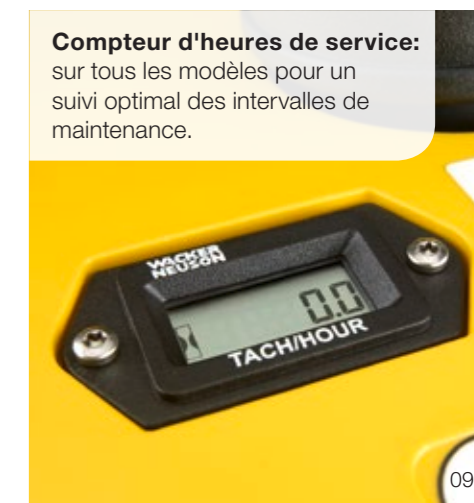 Compteur d'heures de service:
sur tous les modèles pour un
suivi optimal des intervalles de
maintenance.
WACKER
NEUSON
0.0
TACH/HOUR
09